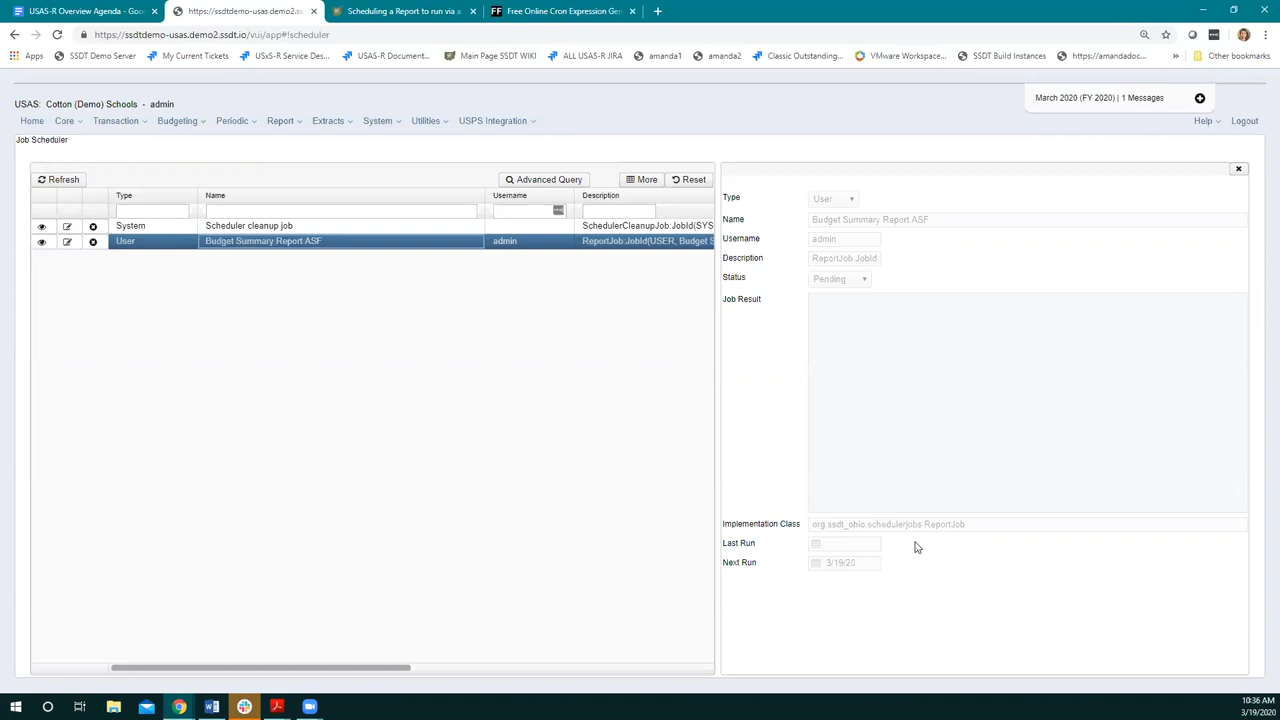 USAS-R Overview Agenda - Goo
https://ssdtdemo-usas.demo2.ss
Scheduling a Report to run via a
FF Free Online Cron Expression Gen
https://ssdtdemo-usas.demo2.ssdt.io/vui/app#!scheduler
Apps
SSDT Demo Server
My Current Tickets
USxS-R Service Des...
USAS-R Document...
Main Page SSDT WIKI
ALL USAS-R JIRA
amanda1
amanda2
Classic Outstanding...
VMware Workspace...
SSDT Build Instances
https://amandadoc...
»
Other bookmarks
USAS: Cotton (Demo) Schools - admin
March 2020 (FY 2020) | 1 Messages
Home Core Transaction Budgeting Periodic Report Extracts System Utilities USPS Integration Help Logout
Job Scheduler
Refresh Advanced Query More Reset
Type Name Username Description
System Scheduler cleanup job SchedulerCleanupJob:JobId(SYS
User Budget Summary Report ASF admin ReportJob:JobId(USER, Budget S
Type User
Name Budget Summary Report ASF
Username admin
Description ReportJob:JobId
Status Pending
Job Result
Implementation Class org.ssdt_ohio.schedulerjobs.ReportJob
Last Run
Next Run 3/19/20
10:36 AM
3/19/2020